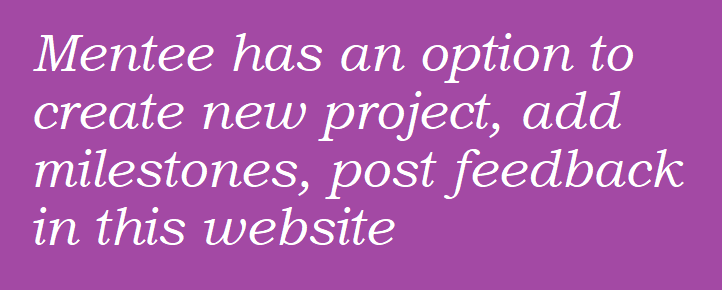 Mentee has an option to
create new project, add
milestones, post feedback
in this website